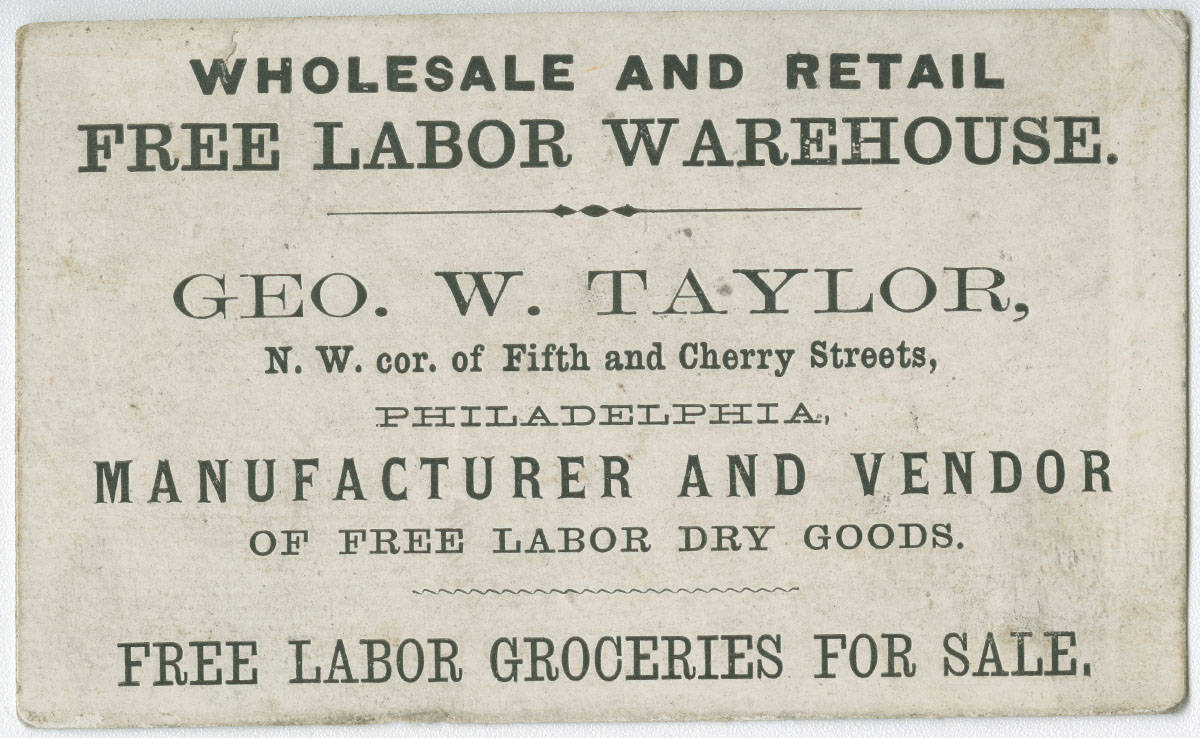 WHOLESALE AND RETAIL
FREE LABOR WAREHOUSE.
GEO. W. TAYLOR,
N. W. cor. of Fifth and Cherry Streets,
PHILADELPHIA,
MANUFACTURER AND VENDOR
OF FREE LABOR DRY GOODS.
FREE LABOR GROCERIES FOR SALE.